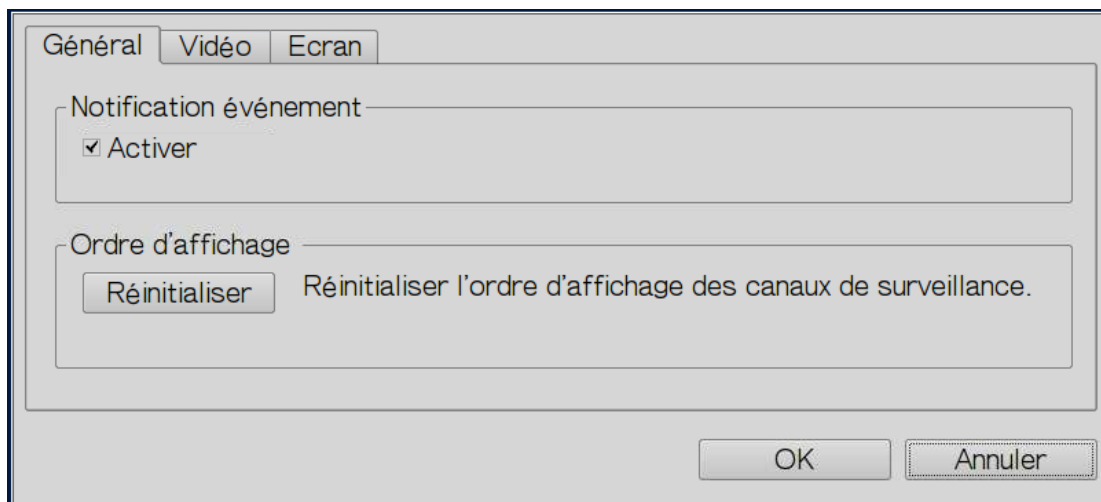 Général Vidéo Ecran
Notification événement
Activer
Ordre d'affichage
Réinitialiser Réinitialiser l'ordre d'affichage des canaux de surveillance.
OK Annuler